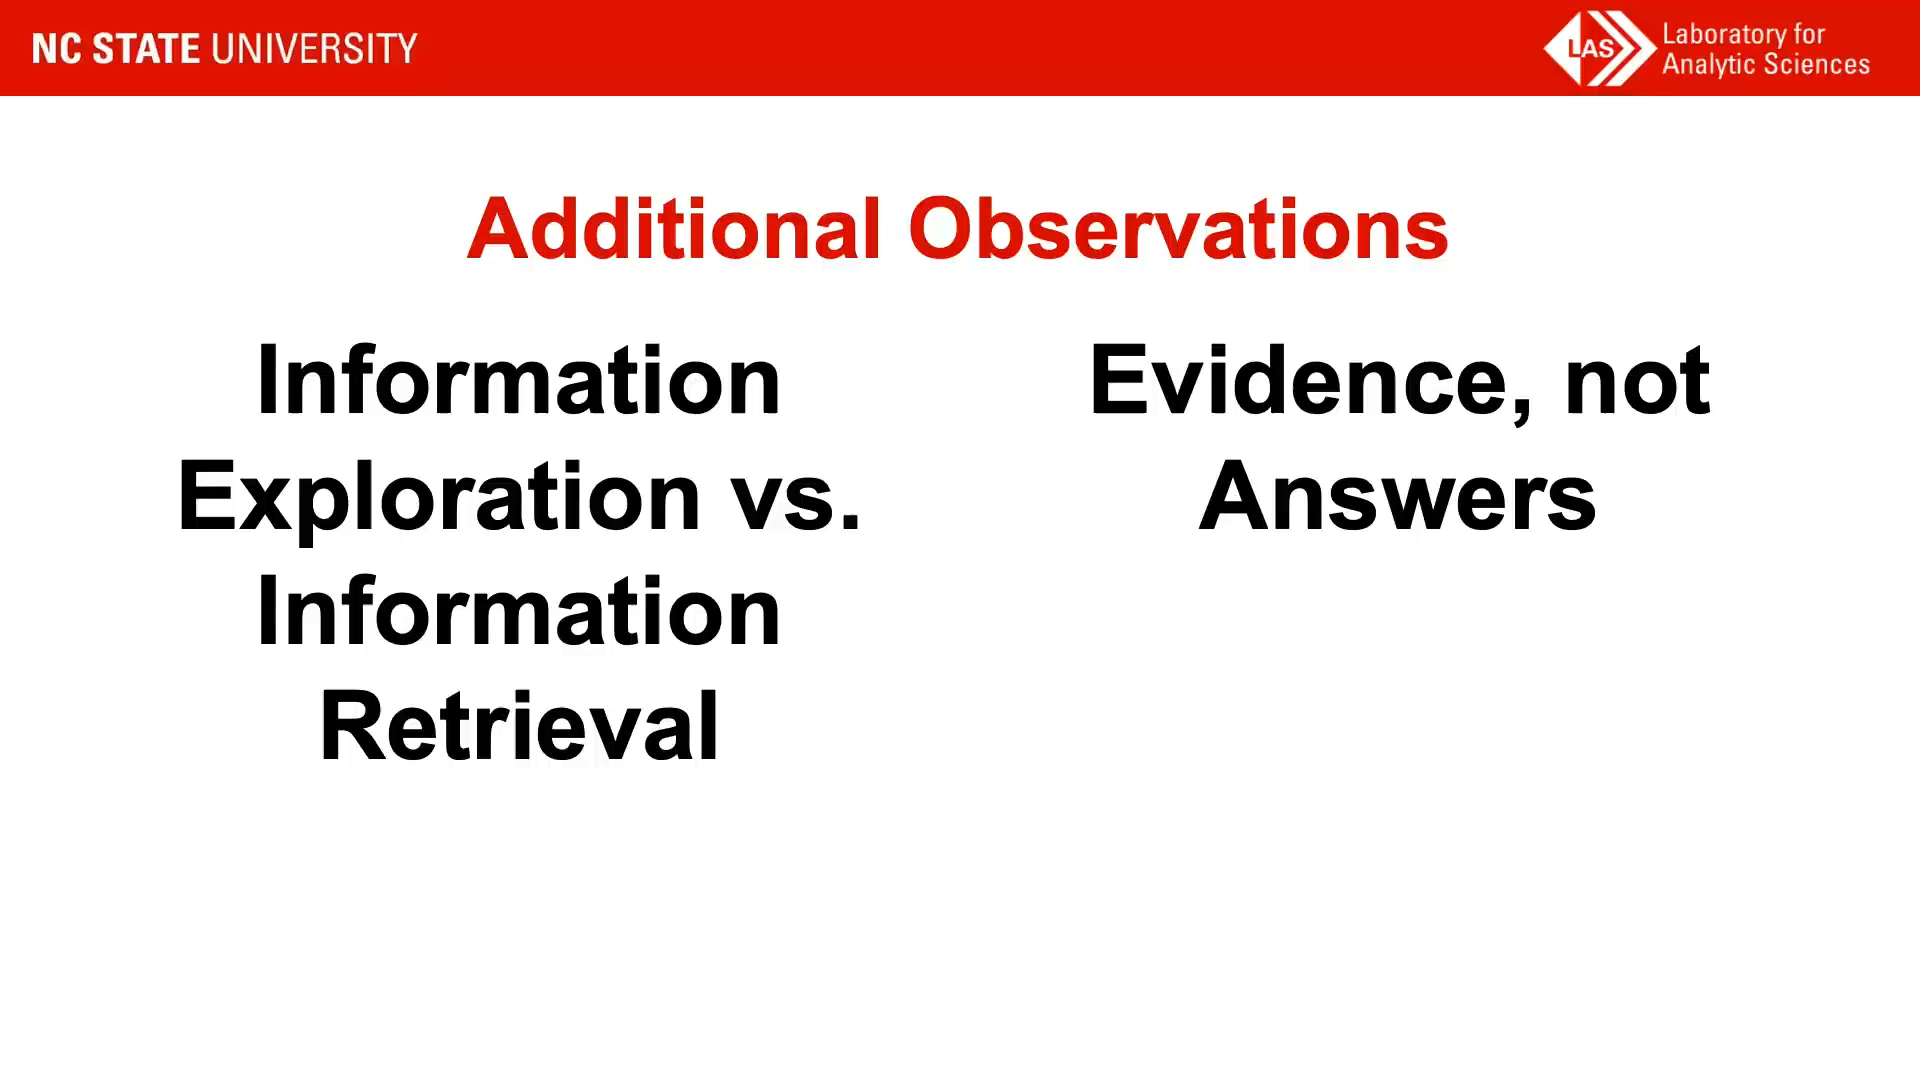 NC STATE UNIVERSITY
LAS
Laboratory for
Analytic Sciences
Additional Observations
Information
Exploration vs.
Information
Retrieval
Evidence, not
Answers